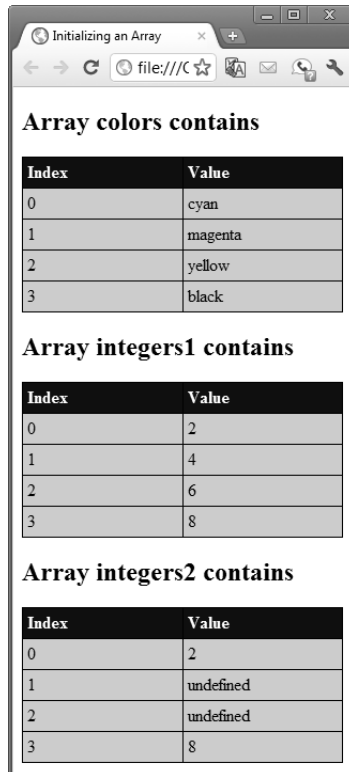 Initializing an Array
file:///C
Array colors contains
Index Value
0 cyan
1 magenta
2 yellow
3 black
Array integers1 contains
Index Value
0 2
1 4
2 6
3 8
Array integers2 contains
Index Value
0 2
1 undefined
2 undefined
3 8